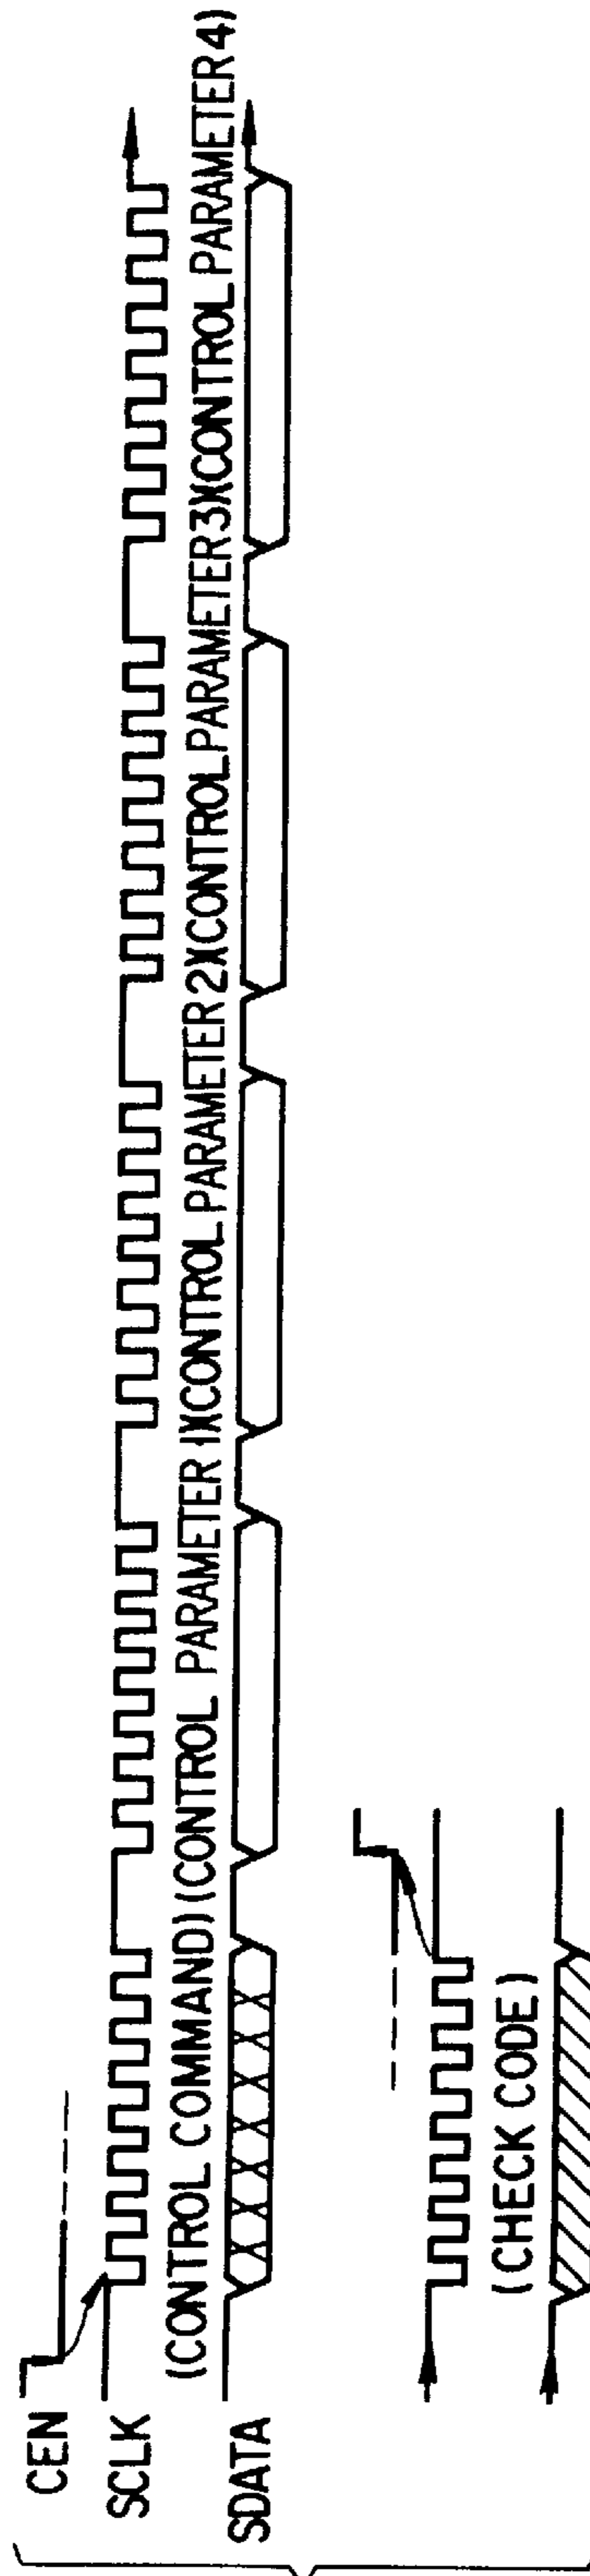 CEN
SCLK
(CONTROL COMMAND) (CONTROL PARAMETER 1)(CONTROL PARAMETER 2)(CONTROL PARAMETER 3)(CONTROL PARAMETER 4)
SDATA
(CHECK CODE)